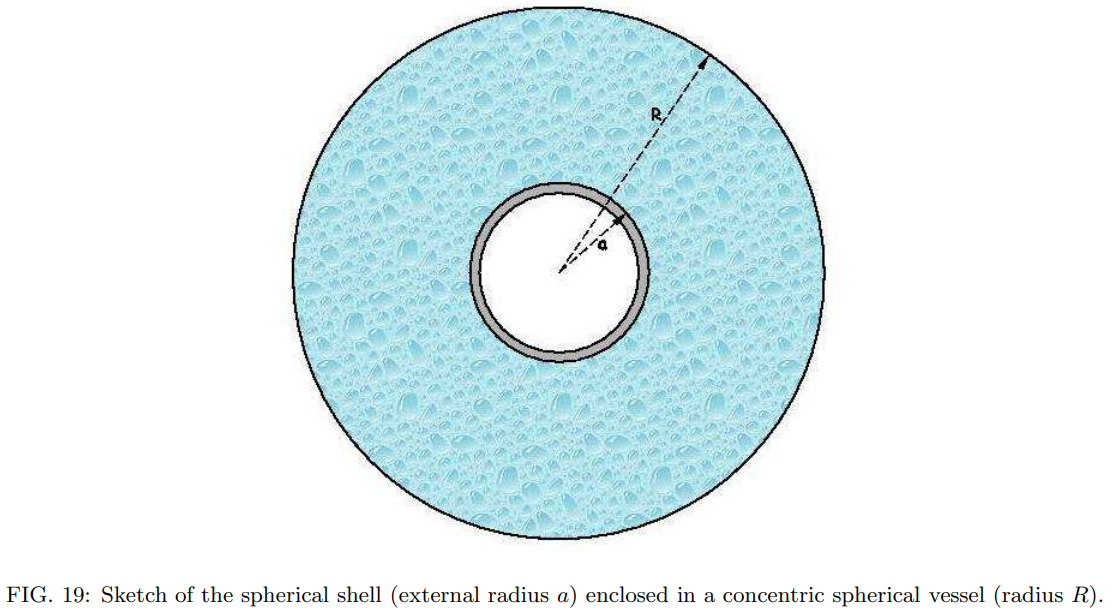 R
a
FIG. 19: Sketch of the spherical shell (external radius a) enclosed in a concentric spherical vessel (radius R).